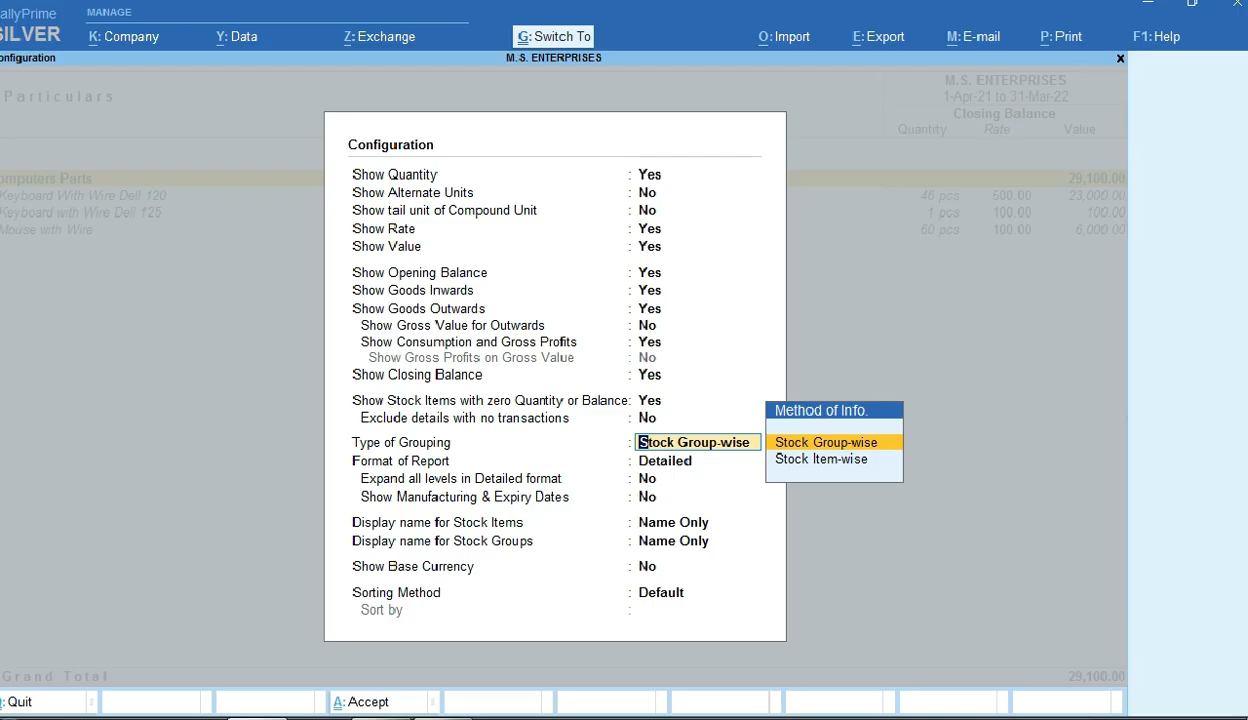 allyPrime
MANAGE
SILVER
K: Company
Y: Data
Z: Exchange
G: Switch To
O: Import
E: Export
M: E-mail
P: Print
F1: Help
onfiguration
M.S. ENTERPRISES
x
Particulars
M.S. ENTERPRISES
1-Apr-21 to 31-Mar-22
Closing Balance
Quantity Rate Value
omputers Parts 29,100.00
Keyboard With Wire Dell 120 46 pcs 500.00 23,000.00
Keyboard with Wire Dell 125 1 pcs 100.00 100.00
Mouse with Wire 60 pcs 100.00 6,000.00
Configuration
Show Quantity : Yes
Show Alternate Units : No
Show tail unit of Compound Unit : No
Show Rate : Yes
Show Value : Yes
Show Opening Balance : Yes
Show Goods Inwards : Yes
Show Goods Outwards : Yes
Show Gross Value for Outwards : No
Show Consumption and Gross Profits : Yes
Show Gross Profits on Gross Value : No
Show Closing Balance : Yes
Show Stock Items with zero Quantity or Balance: Yes
Exclude details with no transactions : No
Type of Grouping : Stock Group-wise
Format of Report : Detailed
Expand all levels in Detailed format : No
Show Manufacturing & Expiry Dates : No
Display name for Stock Items : Name Only
Display name for Stock Groups : Name Only
Show Base Currency : No
Sorting Method : Default
Sort by :
Method of Info.
Stock Group-wise
Stock Item-wise
Grand Total 29,100.00
: Quit
A: Accept